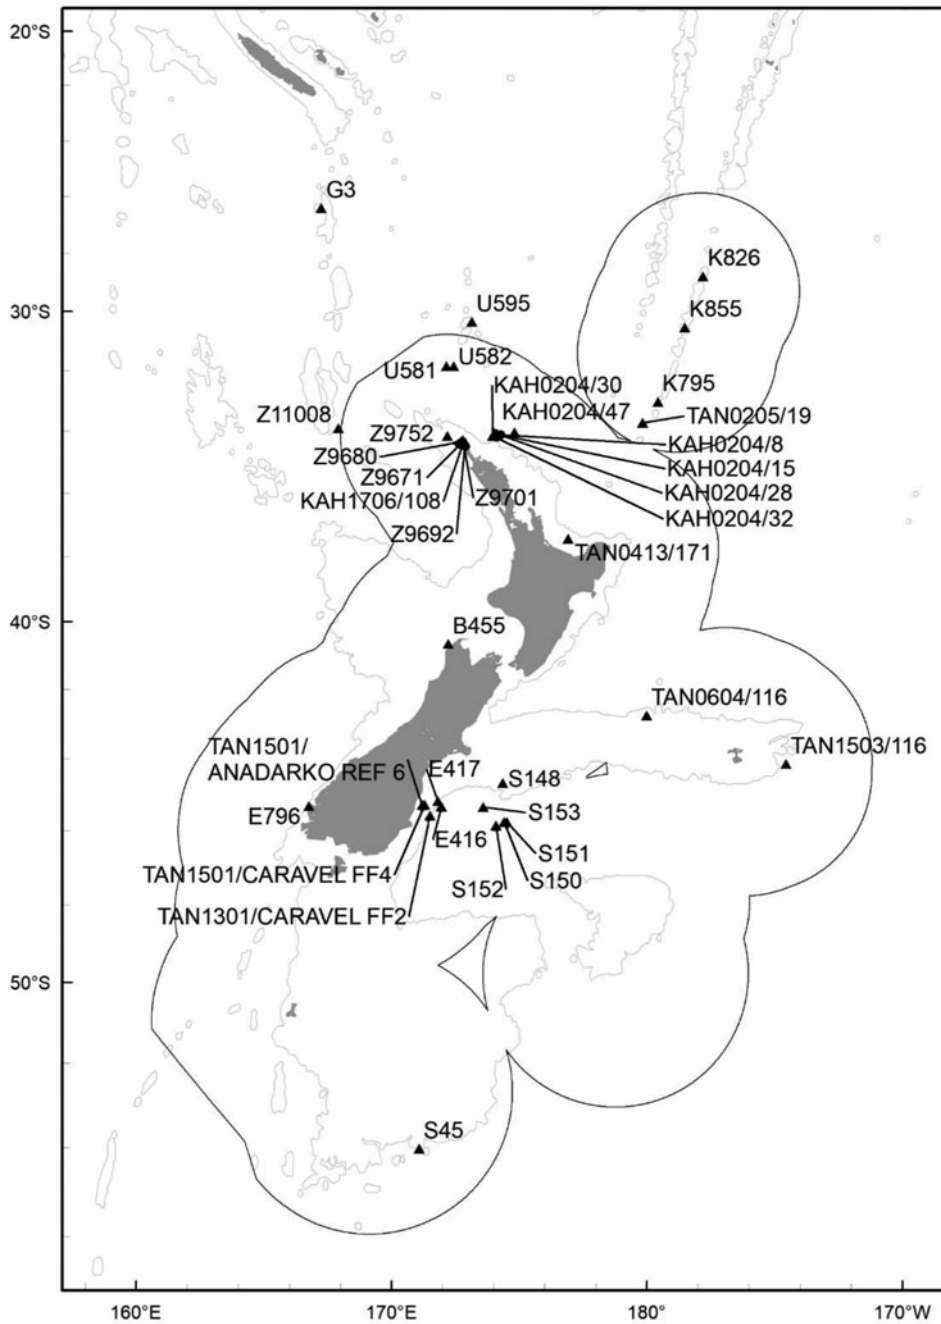 20°S
G3
K826
30°S
U595
K855
U581
U582
KAH0204/30
K795
KAH0204/47
TAN0205/19
Z11008
Z9752
KAH0204/8
Z9680
KAH0204/15
Z9671
KAH0204/28
KAH1706/108
Z9701
KAH0204/32
Z9692
TAN0413/171
40°S
B455
TAN0604/116
TAN1501/
ANADARKO REF 6
E417
TAN1503/116
S148
E796
S153
E416
S151
TAN1501/CARAVEL FF4
S150
S152
TAN1301/CARAVEL FF2
50°S
S45
160°E
170°E
180°
170°W